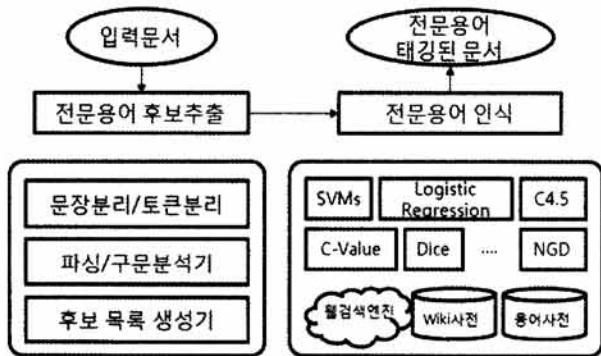 입력문서
전문용어
태깅된 문서
전문용어 후보추출
전문용어 인식
문장분리/토큰분리
파싱/구문분석기
후보 목록 생성기
SVMs
Logistic
Regression
C4.5
C-Value
Dice
....
NGD
웹검색엔진
Wiki사전
용어사전